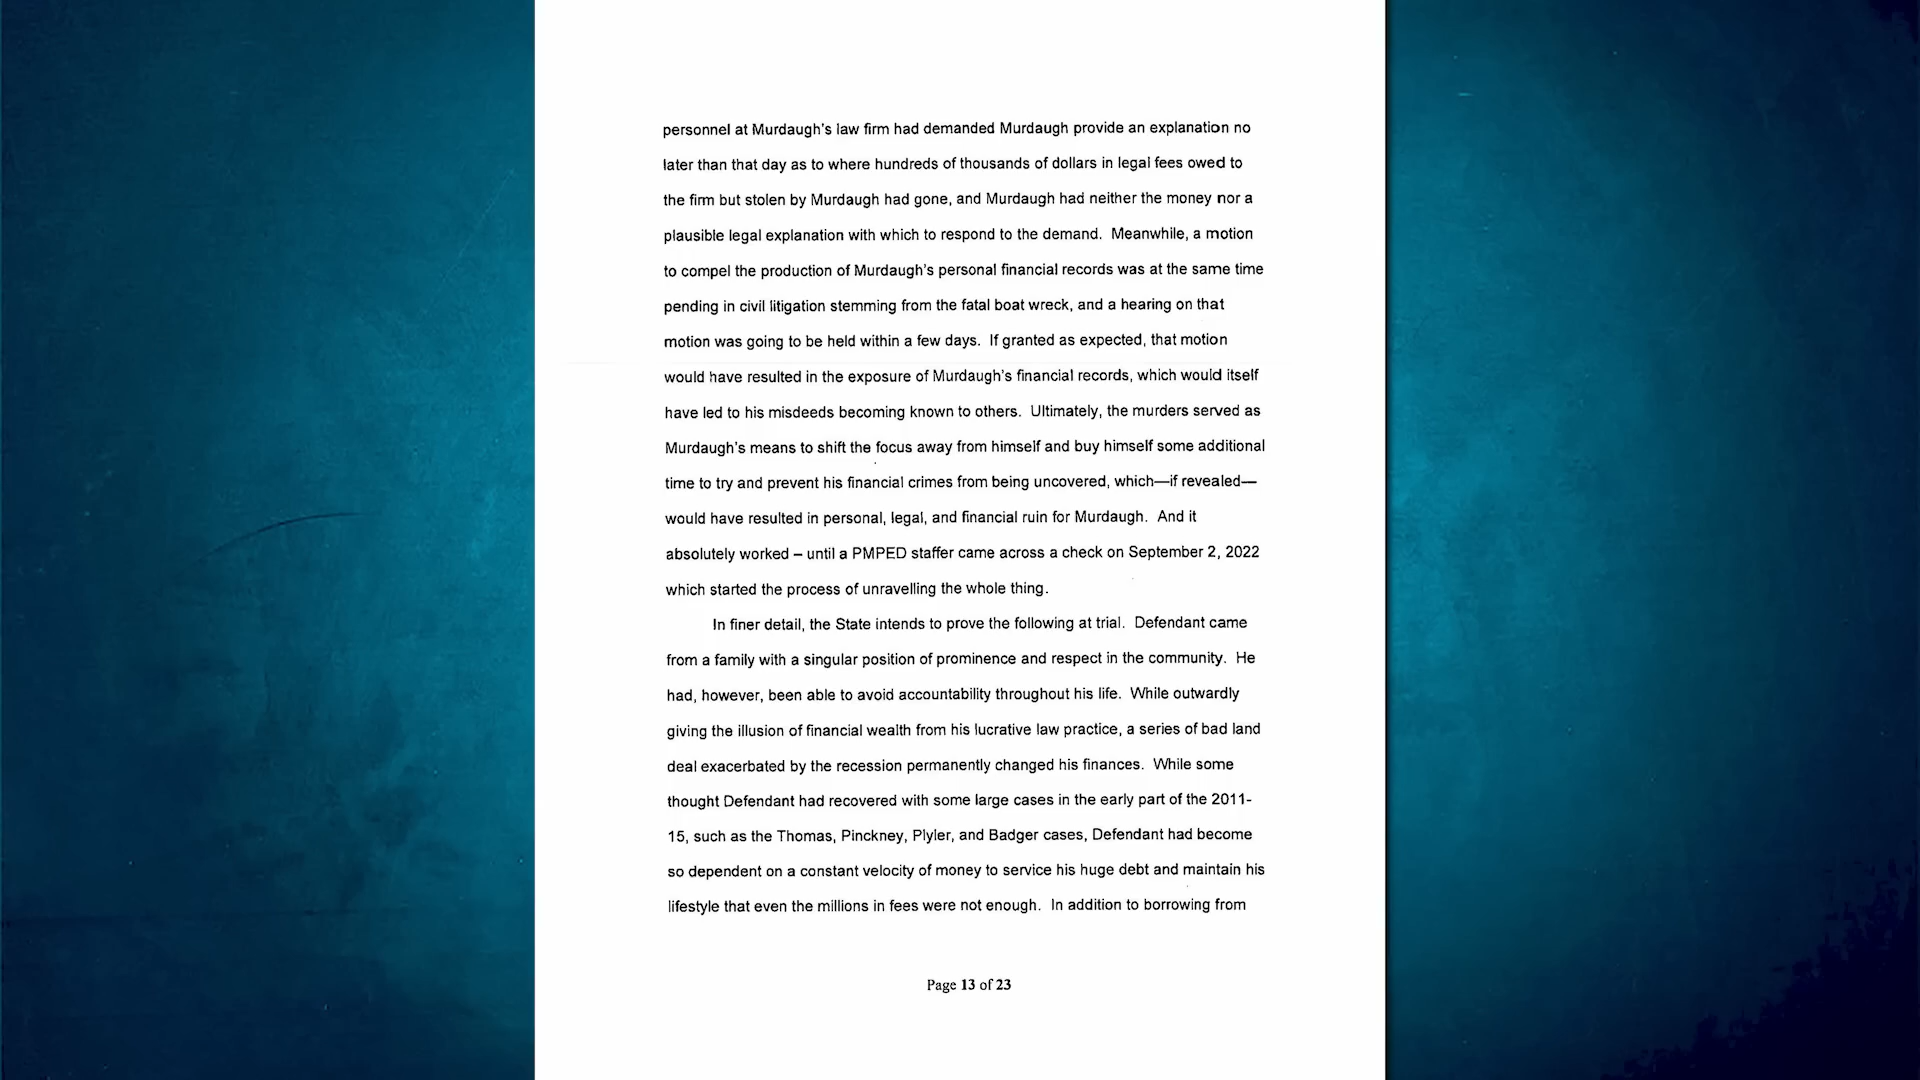 personnel at Murdaugh's law firm had demanded Murdaugh provide an explanation no
later than that day as to where hundreds of thousands of dollars in legal fees owed to
the firm but stolen by Murdaugh had gone, and Murdaugh had neither the money nor a
plausible legal explanation with which to respond to the demand.  Meanwhile, a motion
to compel the production of Murdaugh's personal financial records was at the same time
pending in civil litigation stemming from the fatal boat wreck, and a hearing on that
motion was going to be held within a few days.  If granted as expected, that motion
would have resulted in the exposure of Murdaugh's financial records, which would itself
have led to his misdeeds becoming known to others.  Ultimately, the murders served as
Murdaugh's means to shift the focus away from himself and buy himself some additional
time to try and prevent his financial crimes from being uncovered, which—if revealed—
would have resulted in personal, legal, and financial ruin for Murdaugh.  And it
absolutely worked – until a PMPED staffer came across a check on September 2, 2022
which started the process of unravelling the whole thing.
In finer detail, the State intends to prove the following at trial.  Defendant came
from a family with a singular position of prominence and respect in the community.  He
had, however, been able to avoid accountability throughout his life.  While outwardly
giving the illusion of financial wealth from his lucrative law practice, a series of bad land
deal exacerbated by the recession permanently changed his finances.  While some
thought Defendant had recovered with some large cases in the early part of the 2011-
15, such as the Thomas, Pinckney, Plyler, and Badger cases, Defendant had become
so dependent on a constant velocity of money to service his huge debt and maintain his
lifestyle that even the millions in fees were not enough.  In addition to borrowing from
Page 13 of 23